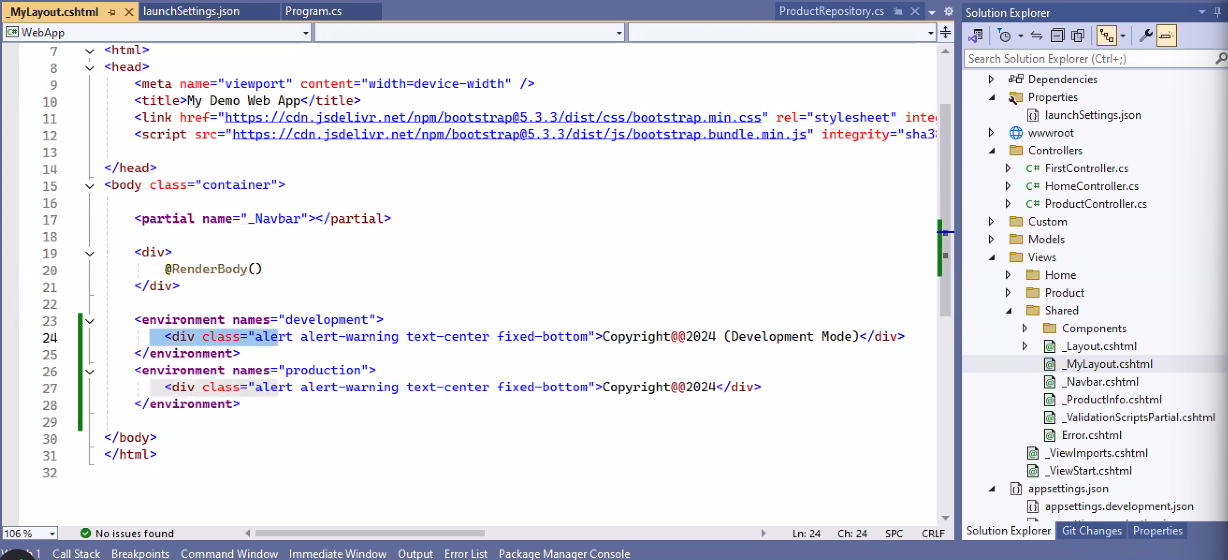 _MyLayout.cshtml
launchSettings.json
Program.cs
ProductRepository.cs
Solution Explorer
C# WebApp
Search Solution Explorer (Ctrl+;)
7 <html>
8 <head>
9 <meta name="viewport" content="width=device-width" />
10 <title>My Demo Web App</title>
11 <link href="https://cdn.jsdelivr.net/npm/bootstrap@5.3.3/dist/css/bootstrap.min.css" rel="stylesheet" inte
12 <script src="https://cdn.jsdelivr.net/npm/bootstrap@5.3.3/dist/js/bootstrap.bundle.min.js" integrity="sha38
13
14 </head>
15 <body class="container">
16
17 <partial name="_Navbar"></partial>
18
19 <div>
20 @RenderBody()
21 </div>
22
23 <environment names="development">
24 <div class="alert alert-warning text-center fixed-bottom">Copyright@@2024 (Development Mode)</div>
25 </environment>
26 <environment names="production">
27 <div class="alert alert-warning text-center fixed-bottom">Copyright@@2024</div>
28 </environment>
29
30 </body>
31 </html>
32
Dependencies
Properties
launchSettings.json
wwwroot
Controllers
C# FirstController.cs
C# HomeController.cs
C# ProductController.cs
Custom
Models
Views
Home
Product
Shared
Components
_Layout.cshtml
_MyLayout.cshtml
_Navbar.cshtml
_ProductInfo.cshtml
_ValidationScriptsPartial.cshtml
Error.cshtml
_ViewImports.cshtml
_ViewStart.cshtml
appsettings.json
appsettings.development.json
106 %
No issues found
Ln: 24
Ch: 24
SPC
CRLF
Solution Explorer
Git Changes
Properties
1
Call Stack
Breakpoints
Command Window
Immediate Window
Output
Error List
Package Manager Console